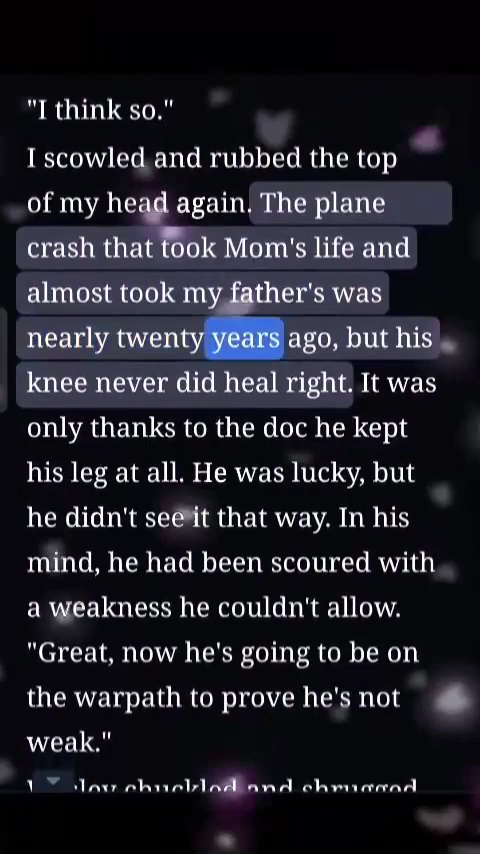 "I think so."
I scowled and rubbed the top
of my head again. The plane
crash that took Mom's life and
almost took my father's was
nearly twenty years ago, but his
knee never did heal right. It was
only thanks to the doc he kept
his leg at all. He was lucky, but
he didn't see it that way. In his
mind, he had been scoured with
a weakness he couldn't allow.
"Great, now he's going to be on
the warpath to prove he's not
weak."
chuckled and shrugged